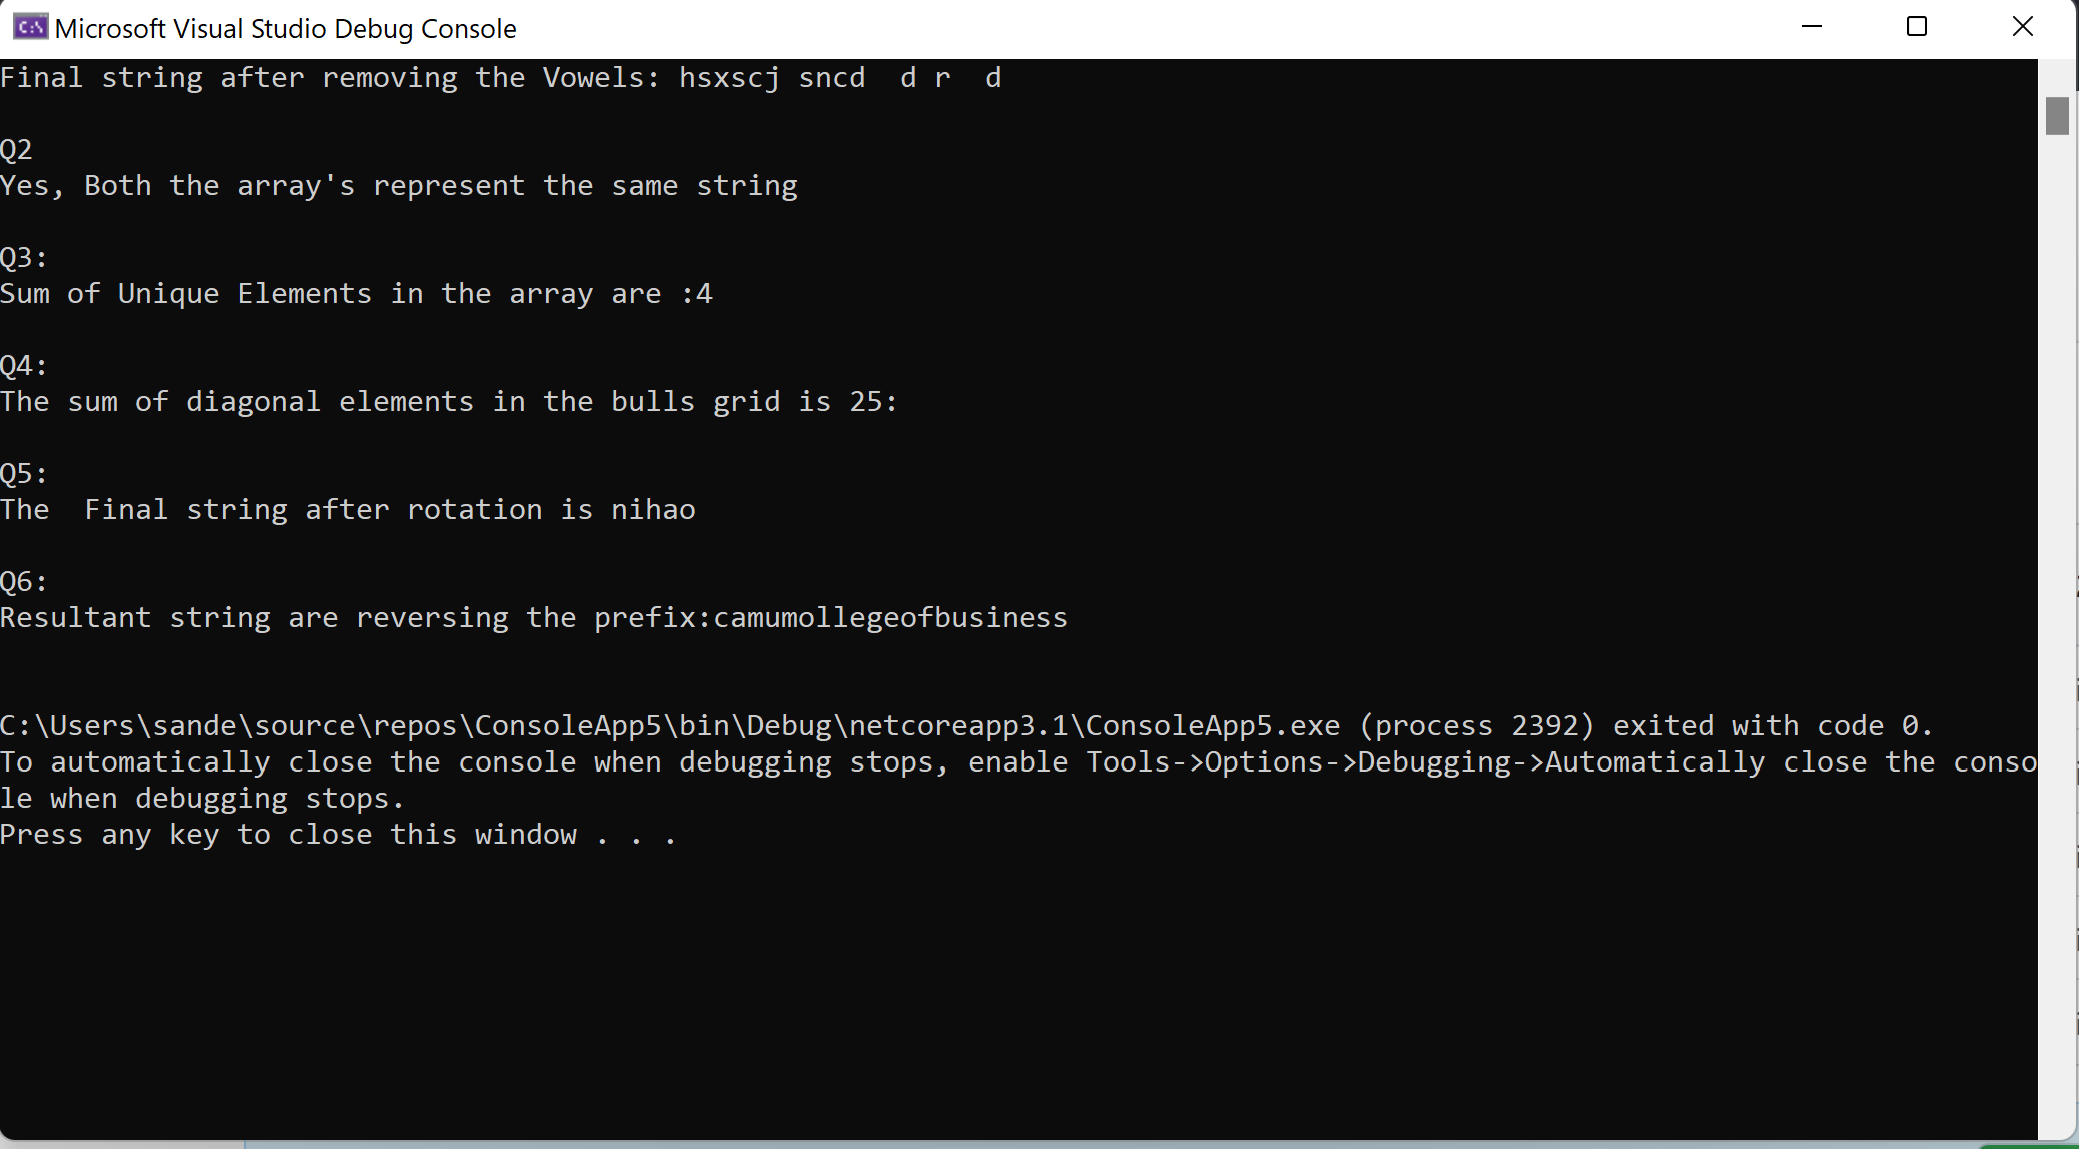 Microsoft Visual Studio Debug Console
Final string after removing the Vowels: hsxscj sncd  d r  d
Q2
Yes, Both the array's represent the same string
Q3:
Sum of Unique Elements in the array are :4
Q4:
The sum of diagonal elements in the bulls grid is 25:
Q5:
The  Final string after rotation is nihao
Q6:
Resultant string are reversing the prefix:camumollegeofbusiness
C:\Users\sande\source\repos\ConsoleApp5\bin\Debug\netcoreapp3.1\ConsoleApp5.exe (process 2392) exited with code 0.
To automatically close the console when debugging stops, enable Tools->Options->Debugging->Automatically close the conso
le when debugging stops.
Press any key to close this window . . .